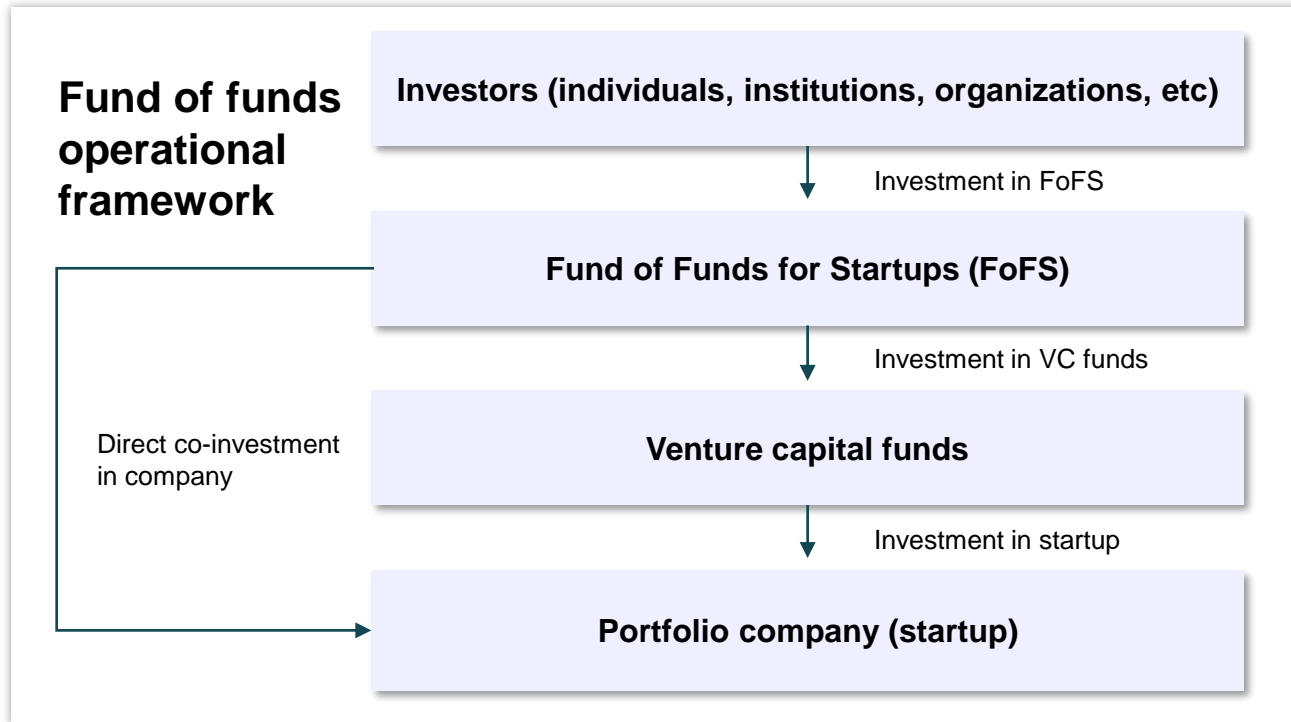 Fund of funds
operational
framework
Investors (individuals, institutions, organizations, etc)
Investment in FoFS
Fund of Funds for Startups (FoFS)
Investment in VC funds
Direct co-investment
in company
Venture capital funds
Investment in startup
Portfolio company (startup)